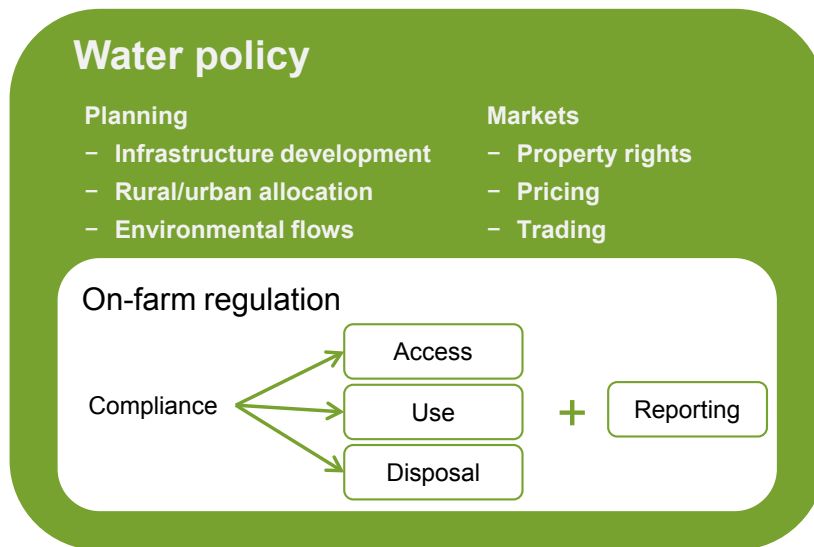 Water policy
Planning
− Infrastructure development
− Rural/urban allocation
− Environmental flows
Markets
− Property rights
− Pricing
− Trading
On-farm regulation
Compliance
Access
Use
Disposal
+
Reporting